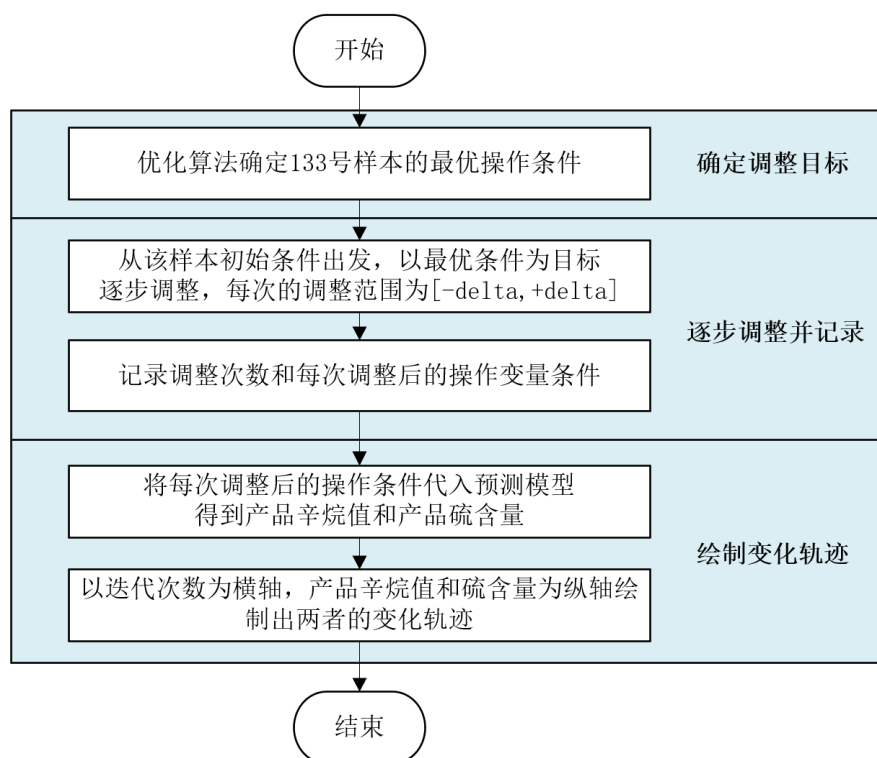 开始
优化算法确定133号样本的最优操作条件
确定调整目标
从该样本初始条件出发，以最优条件为目标
逐步调整，每次的调整范围为[-delta,+delta]
逐步调整并记录
记录调整次数和每次调整后的操作变量条件
将每次调整后的操作条件代入预测模型
得到产品辛烷值和产品硫含量
绘制变化轨迹
以迭代次数为横轴，产品辛烷值和硫含量为纵轴绘
制出两者的变化轨迹
结束